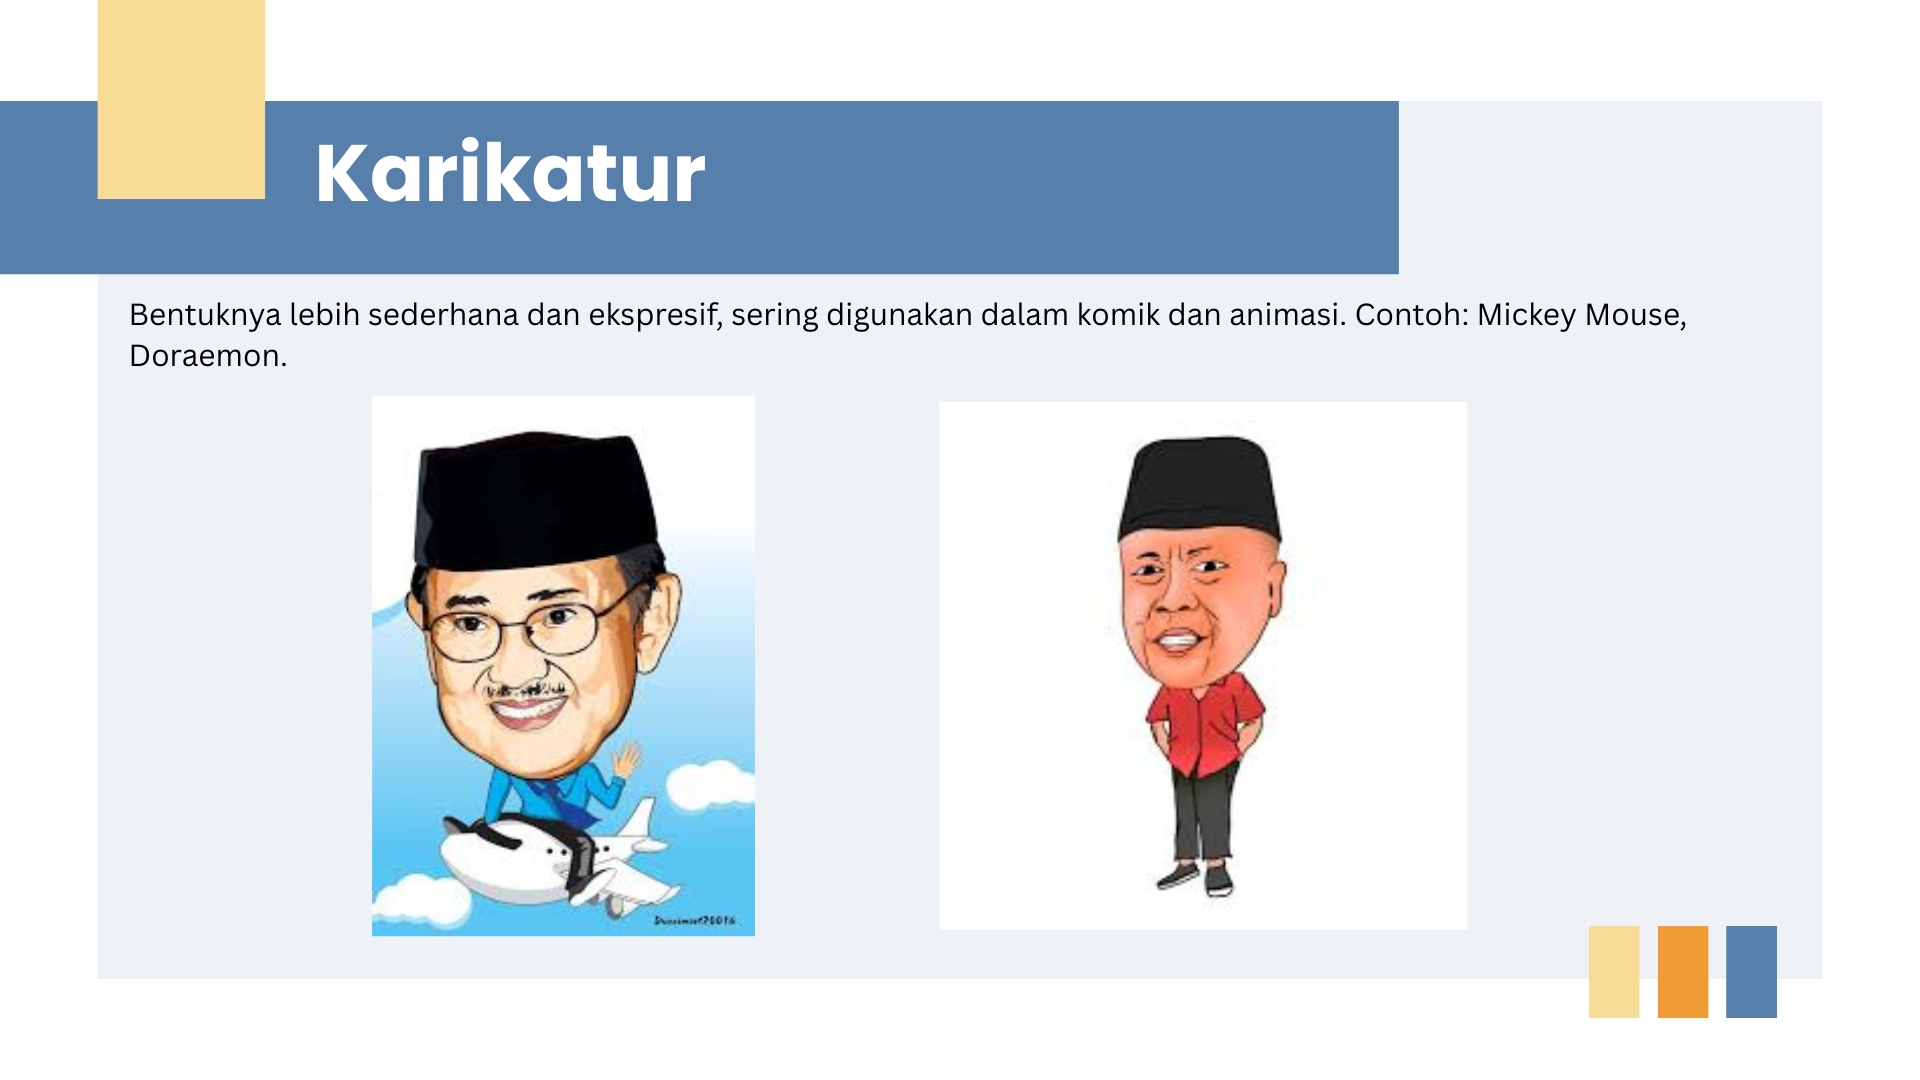 Karikatur
Bentuknya lebih sederhana dan ekspresif, sering digunakan dalam komik dan animasi. Contoh: Mickey Mouse,
Doraemon.